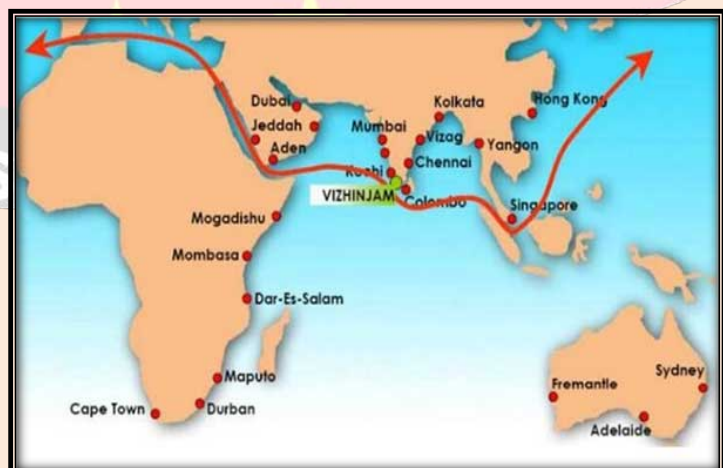 Dubai
Kolkata
Hong Kong
Jeddah
Mumbai
Vizag
Yangon
Aden
Chennai
Kochi
VIZHINJAM
Colombo
Singapore
Mogadishu
Mombasa
Dar-Es-Salam
Maputo
Sydney
Fremantle
Cape Town
Durban
Adelaide